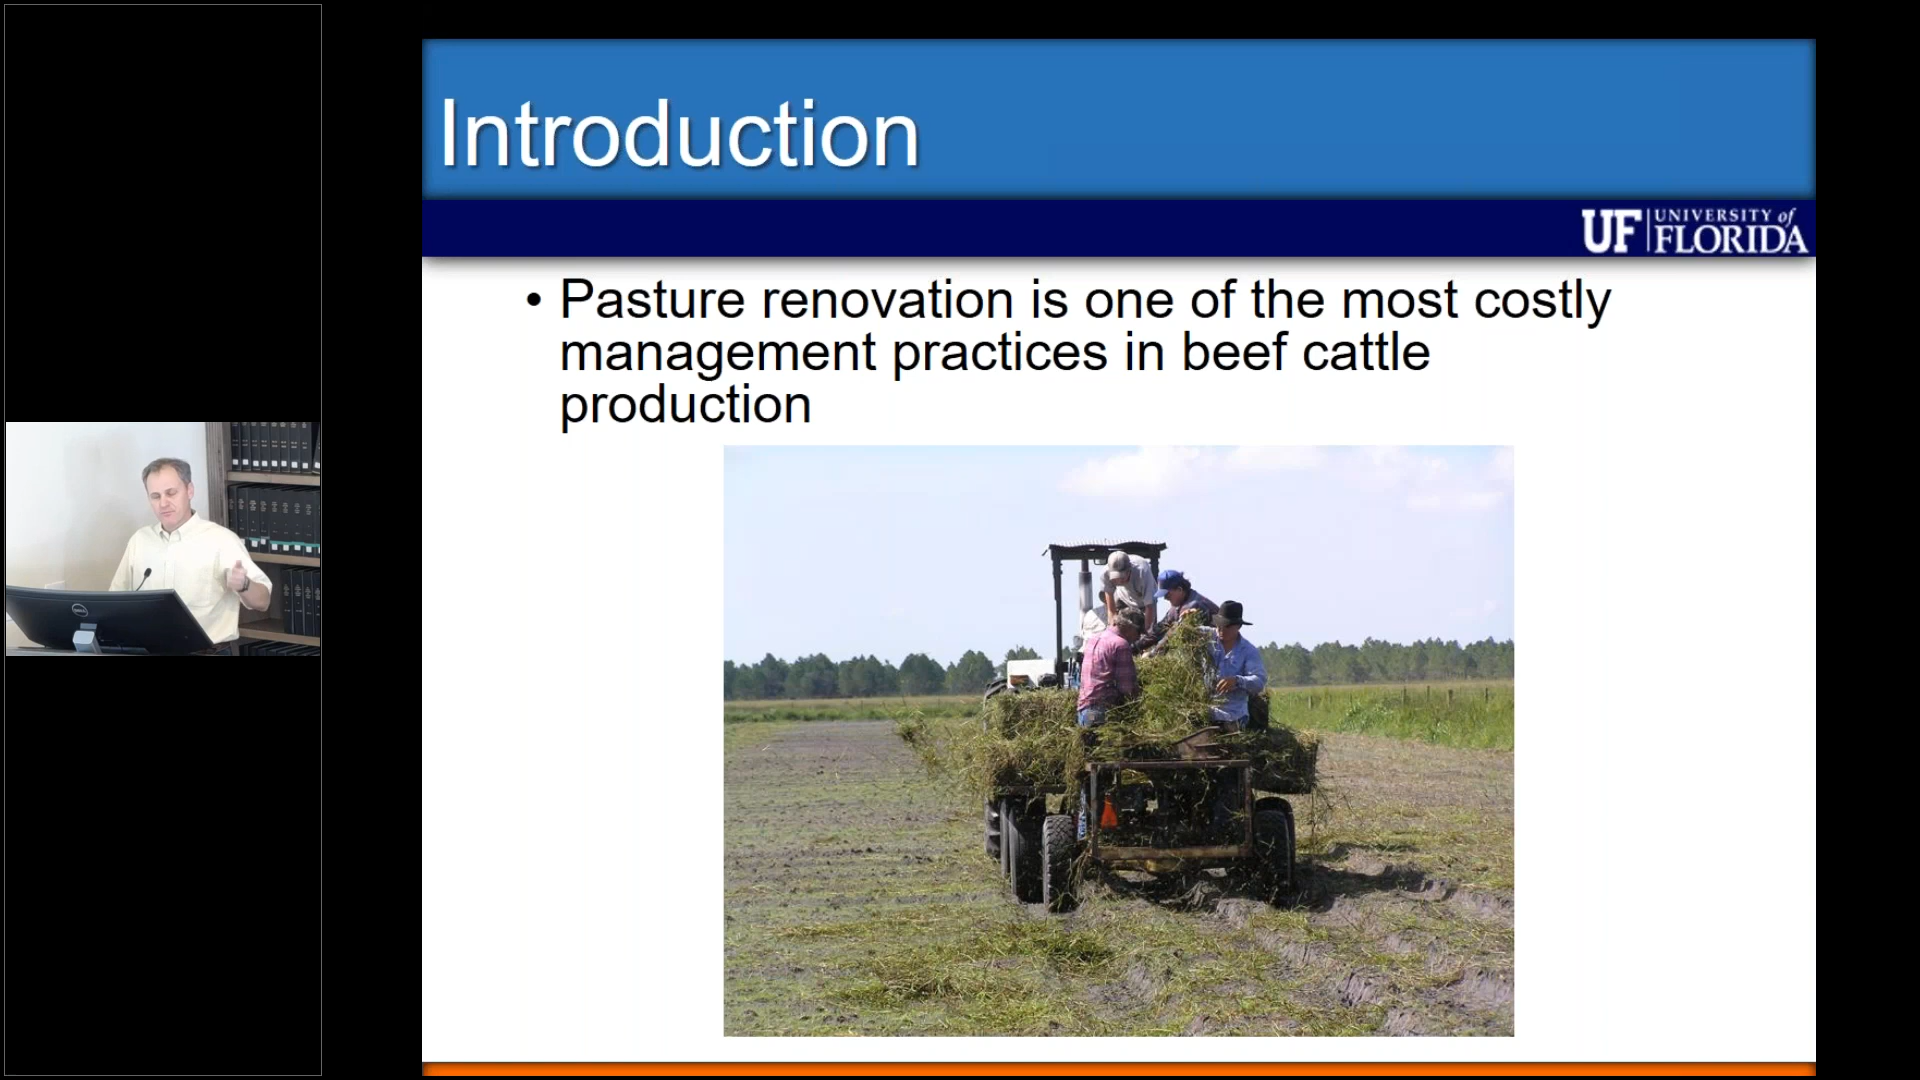 Introduction
UF UNIVERSITY of
FLORIDA
• Pasture renovation is one of the most costly
management practices in beef cattle
production
DELL